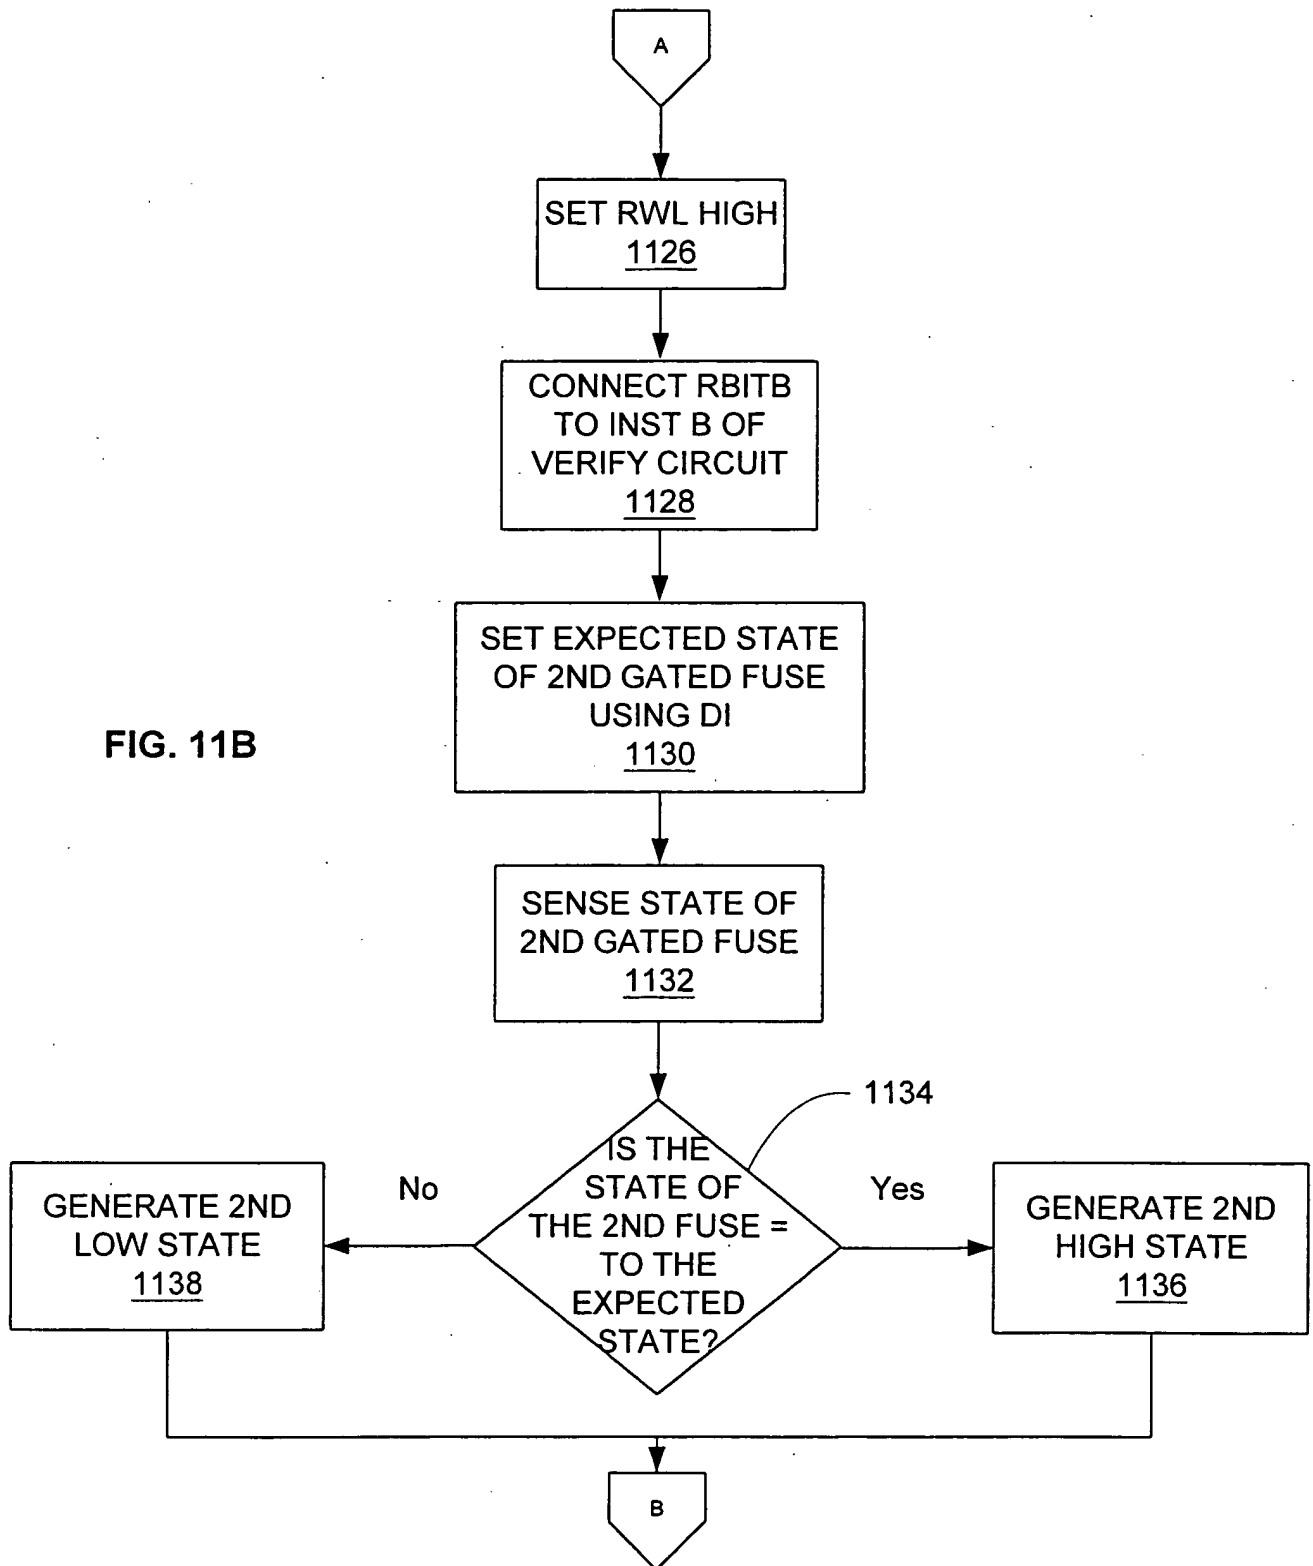 A
SET RWL HIGH
1126
CONNECT RBITB
TO INST B OF
VERIFY CIRCUIT
1128
SET EXPECTED STATE
OF 2ND GATED FUSE
USING DI
1130
FIG. 11B
SENSE STATE OF
2ND GATED FUSE
1132
1134
IS THE
STATE OF
THE 2ND FUSE =
TO THE
EXPECTED
STATE?
No
Yes
GENERATE 2ND
LOW STATE
1138
GENERATE 2ND
HIGH STATE
1136
B